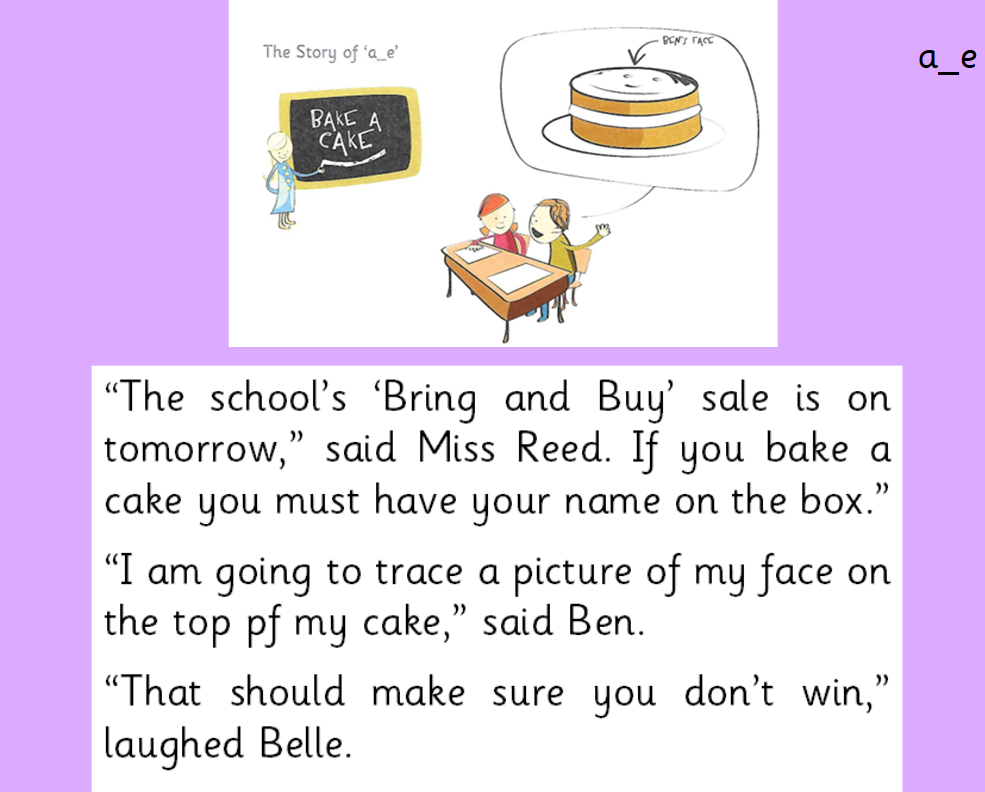 The Story of ‘a_e’
a_e
BEN'S FACE
BAKE A
CAKE
“The school’s ‘Bring and Buy’ sale is on
tomorrow,” said Miss Reed. If you bake a
cake you must have your name on the box.”
“I am going to trace a picture of my face on
the top pf my cake,” said Ben.
“That should make sure you don’t win,”
laughed Belle.